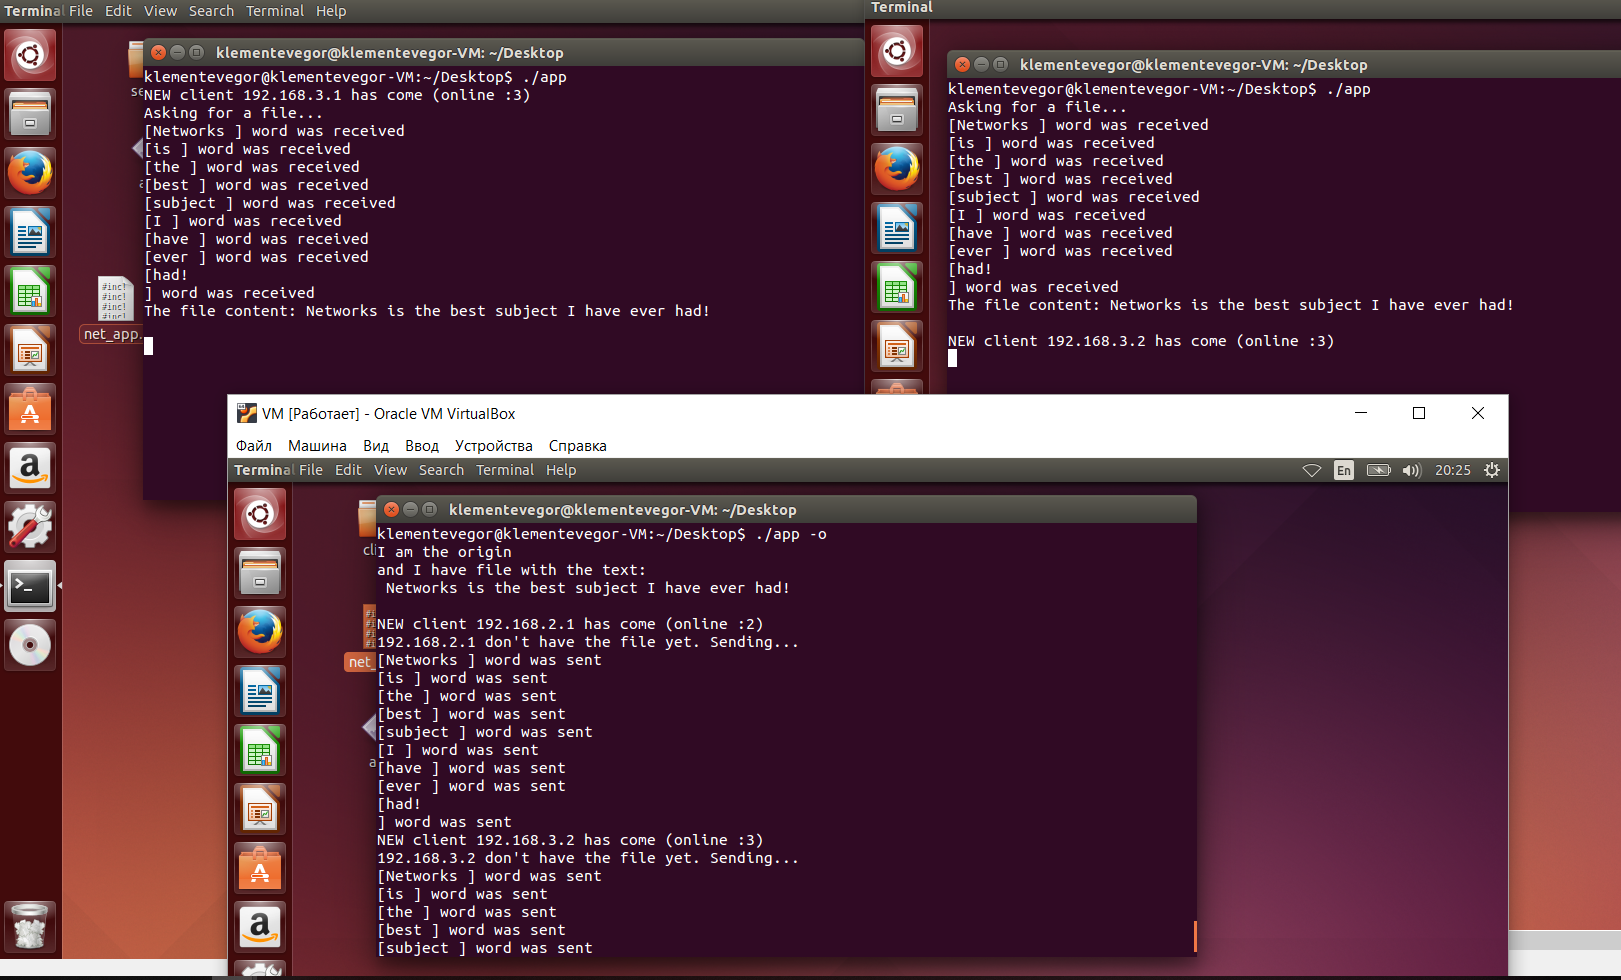 Terminal File Edit View Search Terminal Help
klementevegor@klementevegor-VM: ~/Desktop
klementevegor@klementevegor-VM:~/Desktop$ ./app
NEW client 192.168.3.1 has come (online :3)
Asking for a file...
[Networks ] word was received
[is ] word was received
[the ] word was received
[best ] word was received
[subject ] word was received
[I ] word was received
[have ] word was received
[ever ] word was received
[had!
] word was received
The file content: Networks is the best subject I have ever had!
se
#incl
#incl
#incl
#incl
net_app.
Terminal
klementevegor@klementevegor-VM: ~/Desktop
klementevegor@klementevegor-VM:~/Desktop$ ./app
Asking for a file...
[Networks ] word was received
[is ] word was received
[the ] word was received
[best ] word was received
[subject ] word was received
[I ] word was received
[have ] word was received
[ever ] word was received
[had!
] word was received
The file content: Networks is the best subject I have ever had!
NEW client 192.168.3.2 has come (online :3)
VM [Работает] - Oracle VM VirtualBox
Файл Машина Вид Ввод Устройства Справка
Terminal File Edit View Search Terminal Help En 20:25
klementevegor@klementevegor-VM: ~/Desktop
klementevegor@klementevegor-VM:~/Desktop$ ./app -o
I am the origin
and I have file with the text:
Networks is the best subject I have ever had!
NEW client 192.168.2.1 has come (online :2)
192.168.2.1 don't have the file yet. Sending...
[Networks ] word was sent
[is ] word was sent
[the ] word was sent
[best ] word was sent
[subject ] word was sent
[I ] word was sent
[have ] word was sent
[ever ] word was sent
[had!
] word was sent
NEW client 192.168.3.2 has come (online :3)
192.168.3.2 don't have the file yet. Sending...
[Networks ] word was sent
[is ] word was sent
[the ] word was sent
[best ] word was sent
[subject ] word was sent
cli
net_
a